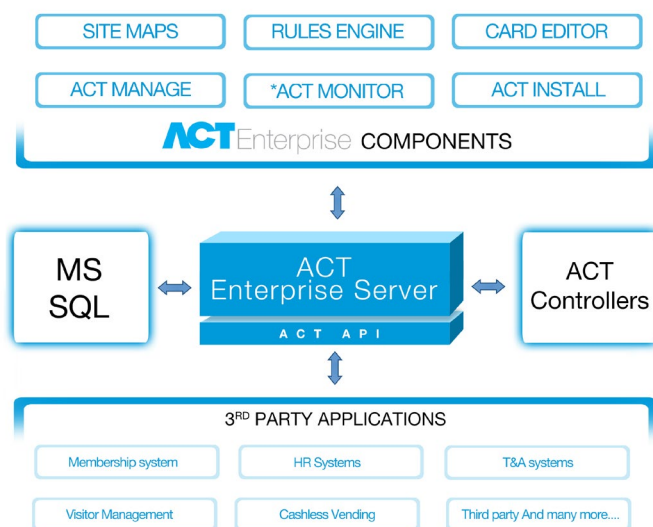 SITE MAPS
RULES ENGINE
CARD EDITOR
ACT MANAGE
*ACT MONITOR
ACT INSTALL
ACTEnterprise COMPONENTS
MS
SQL
ACT
Enterprise Server
ACT API
ACT
Controllers
3RD PARTY APPLICATIONS
Membership system
HR Systems
T&A systems
Visitor Management
Cashless Vending
Third party And many more....